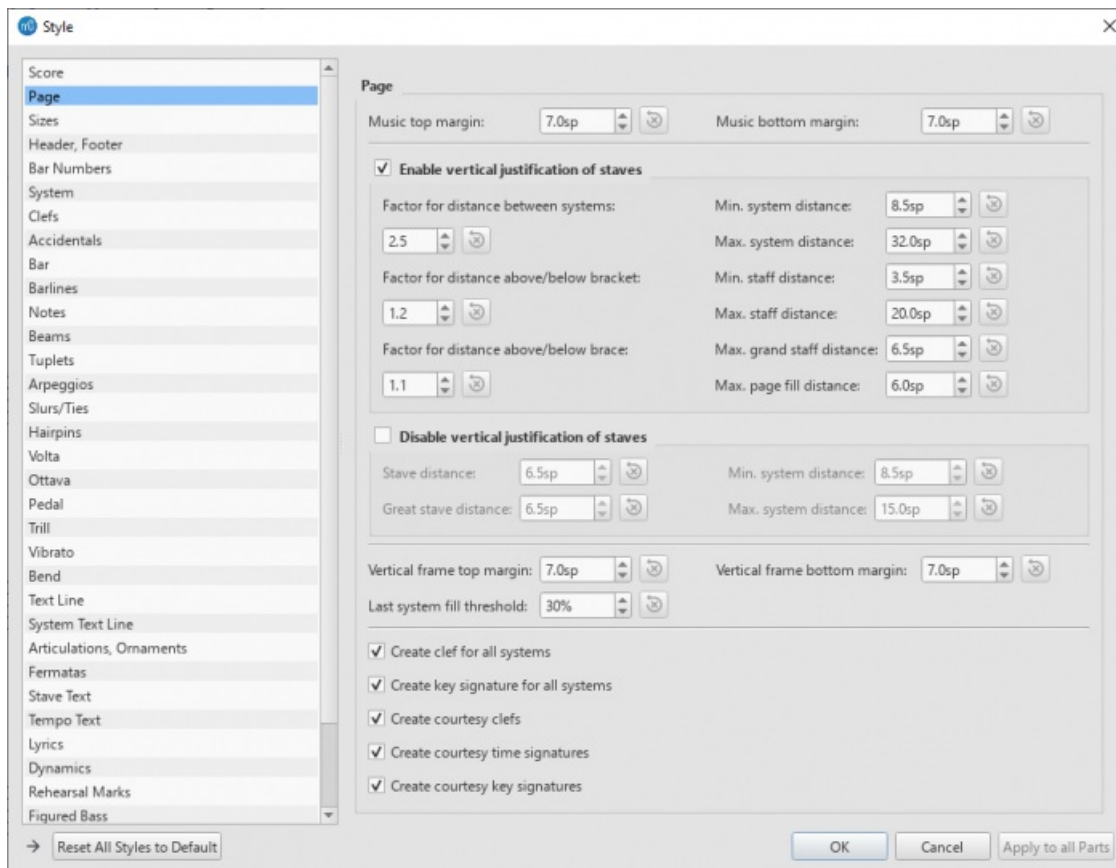 Style
Score
Page
Sizes
Header, Footer
Bar Numbers
System
Clefs
Accidentals
Bar
Barlines
Notes
Beams
Tuplets
Arpeggios
Slurs/Ties
Hairpins
Volta
Ottava
Pedal
Trill
Vibrato
Bend
Text Line
System Text Line
Articulations, Ornaments
Fermatas
Stave Text
Tempo Text
Lyrics
Dynamics
Rehearsal Marks
Figured Bass
Page
Music top margin: 7.0sp Music bottom margin: 7.0sp
Enable vertical justification of staves
Factor for distance between systems: Min. system distance: 8.5sp
2.5 Max. system distance: 32.0sp
Factor for distance above/below bracket: Min. staff distance: 3.5sp
1.2 Max. staff distance: 20.0sp
Factor for distance above/below brace: Max. grand staff distance: 6.5sp
1.1 Max. page fill distance: 6.0sp
Disable vertical justification of staves
Stave distance: 6.5sp Min. system distance: 8.5sp
Great stave distance: 6.5sp Max. system distance: 15.0sp
Vertical frame top margin: 7.0sp Vertical frame bottom margin: 7.0sp
Last system fill threshold: 30%
Create clef for all systems
Create key signature for all systems
Create courtesy clefs
Create courtesy time signatures
Create courtesy key signatures
Reset All Styles to Default OK Cancel Apply to all Parts